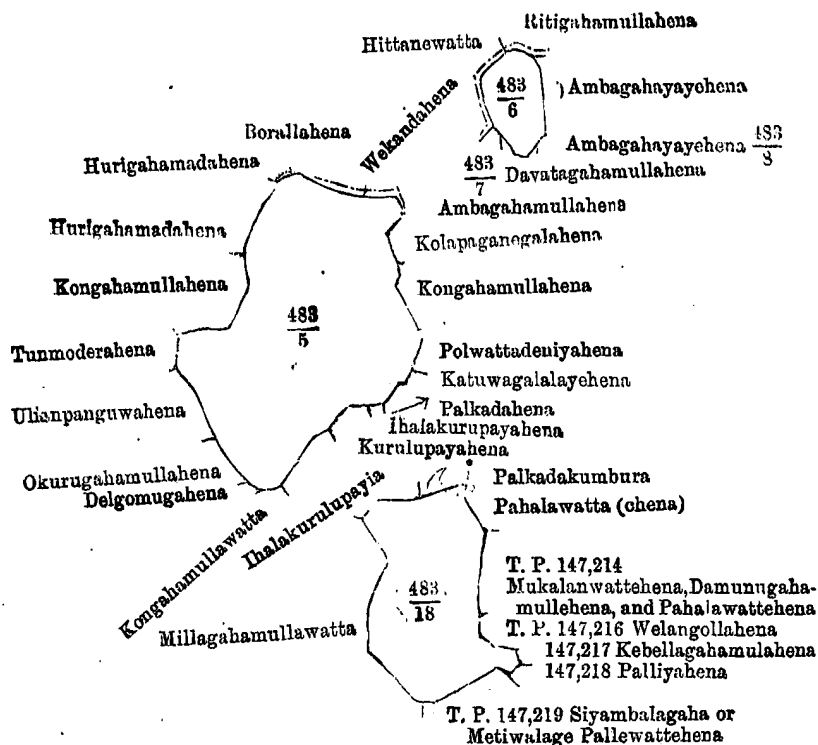 Ritigahamullahena
Hittanewatta
483
6
Ambagahayayehena
Wekandahena
Borallahena
Ambagahayayehena 483
8
Hurigahamadahena
483
7
Davatagahamullahena
Ambagahamullahena
Hurigahamadahena
Kolapaganegalahena
Kongahamullahena
Kongahamullahena
483
5
Tunmoderahena
Polwattadeniyahena
Katuwagalalayehena
Ulianpanguwahena
Palkadahena
Ihalakurupayahena
Kurulupayahena
Okurugahamullahena
Delgomugahena
Palkadakumbura
Ihalakurulupayia
Pahalawatta (chena)
Kongahamullawatta
T. P. 147,214
Mukalanwattehena, Damunugaha-
mullehena, and Pahalawattehena
483
18
Millagahamullawatta
T. P. 147,216 Welangollahena
147,217 Kebellagahamulahena
147,218 Palliyahena
T. P. 147,219 Siyambalagaha or
Metiwalage Pallewattehena